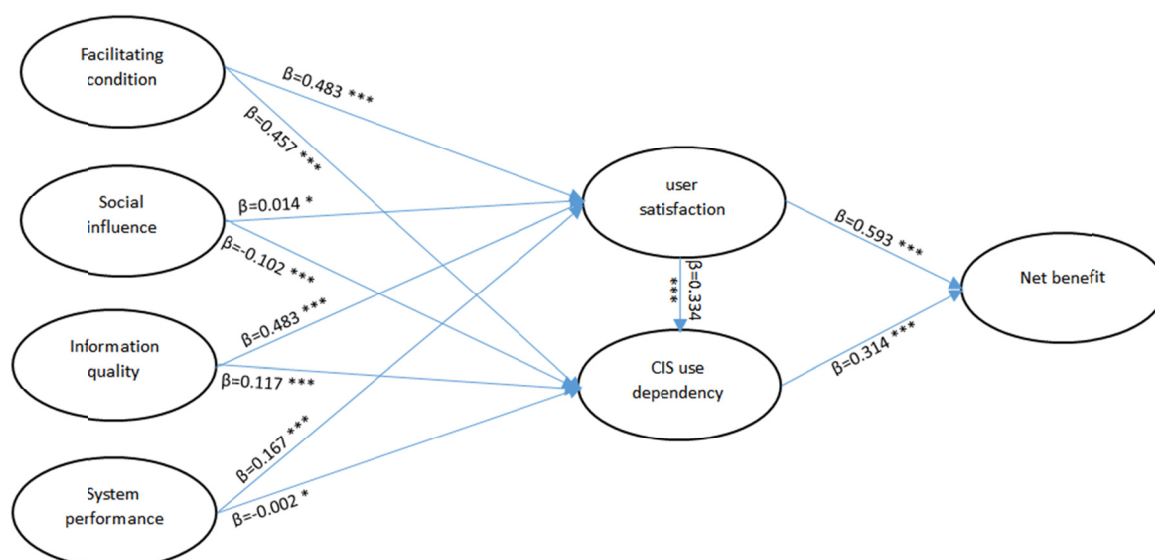 Facilitating
condition
β=0.483 ***
β=0.457 ***
Social
influence
β=0.014 *
β=-0.102 ***
Information
quality
β=0.483 ***
β=0.117 ***
System
performance
β=0.167 ***
β=-0.002 *
user
satisfaction
β=0.334
***
CIS use
dependency
β=0.593 ***
β=0.314 ***
Net benefit